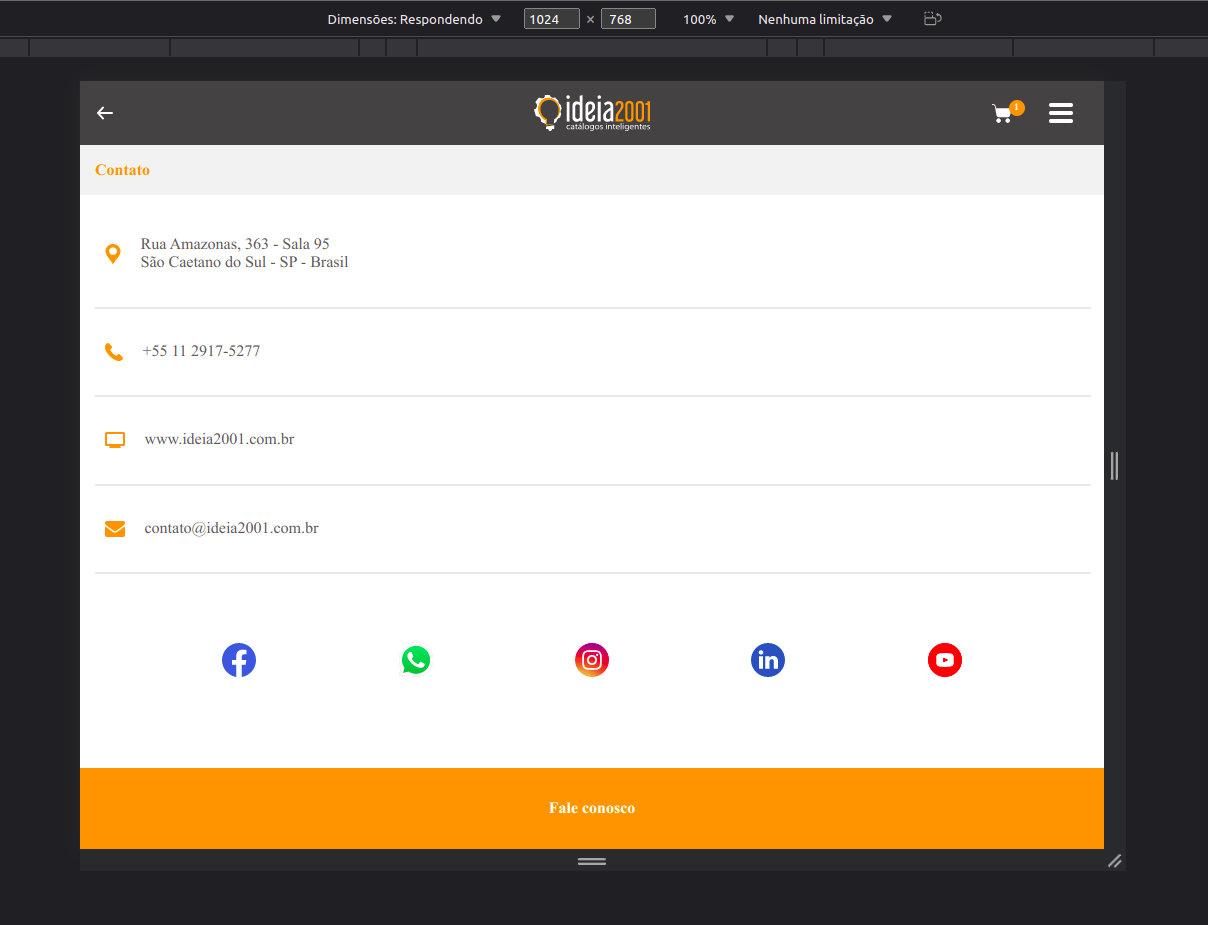 Dimensões: Respondendo 1024 × 768 100% Nenhuma limitação
ideia2001
catálogos inteligentes
1
Contato
Rua Amazonas, 363 - Sala 95
São Caetano do Sul - SP - Brasil
+55 11 2917-5277
www.ideia2001.com.br
contato@ideia2001.com.br
in
Fale conosco